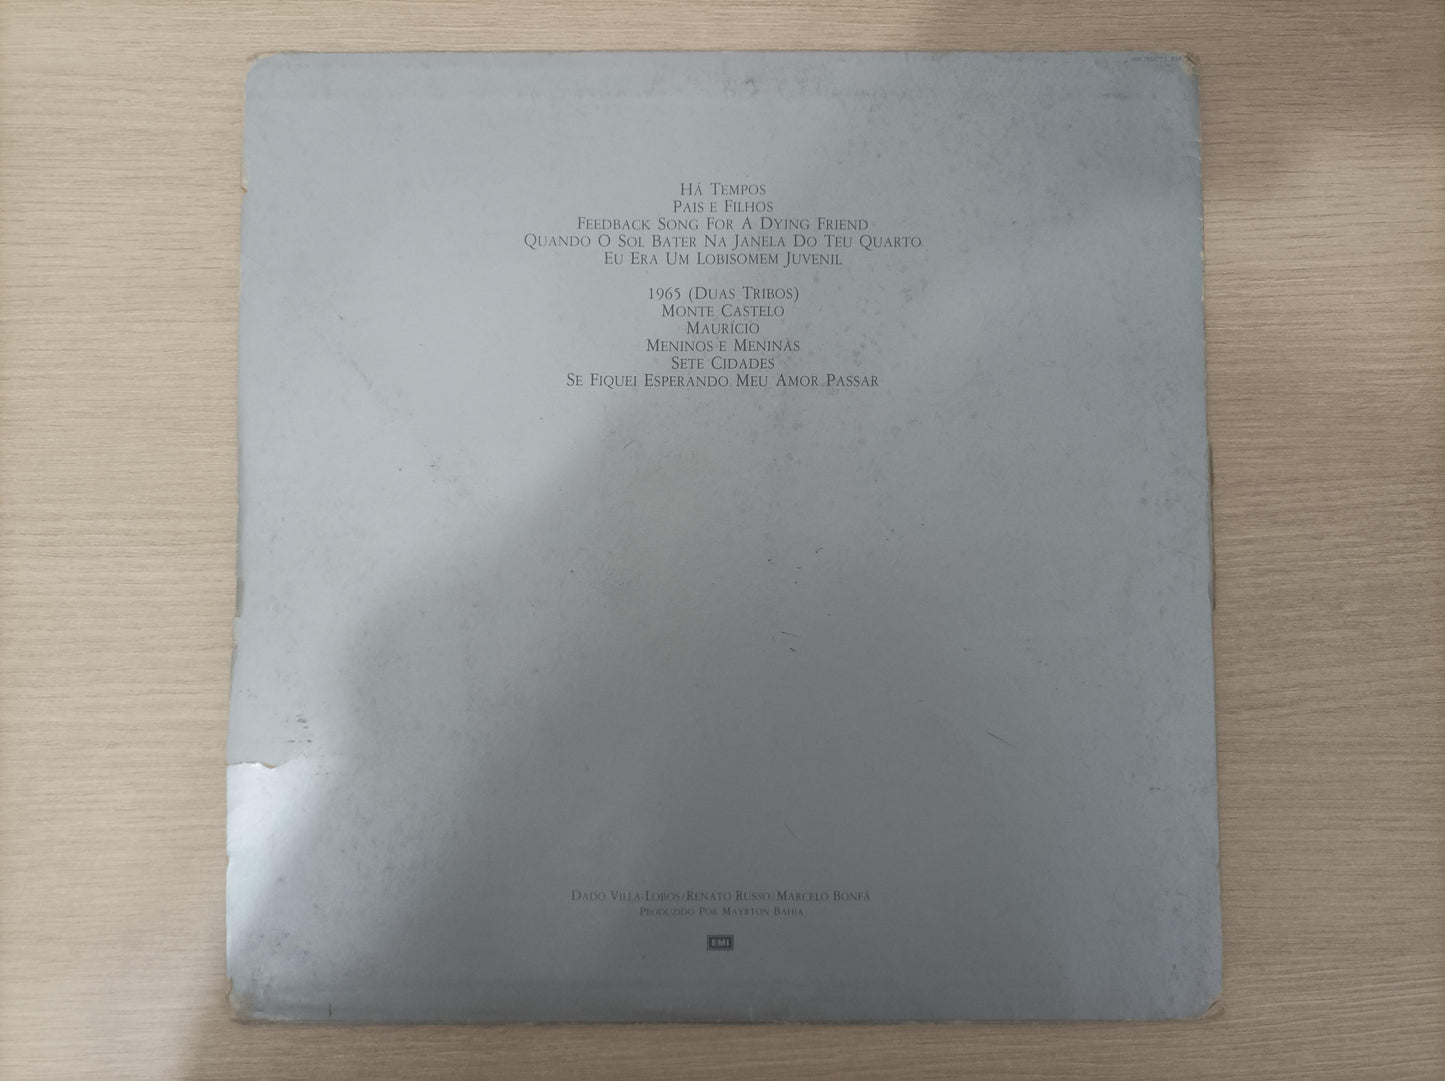 Há Tempos
Pais e Filhos
Feedback Song For A Dying Friend
Quando O Sol Bater Na Janela Do Teu Quarto
Eu Era Um Lobisomem Juvenil
1965 (Duas Tribos)
Monte Castelo
Maurício
Meninos e Meninas
Sete Cidades
Se Fiquei Esperando Meu Amor Passar
Dado Villa-Lobos/Renato Russo/Marcelo Bonfá
Produzido Por Mayrton Bahia
EMI